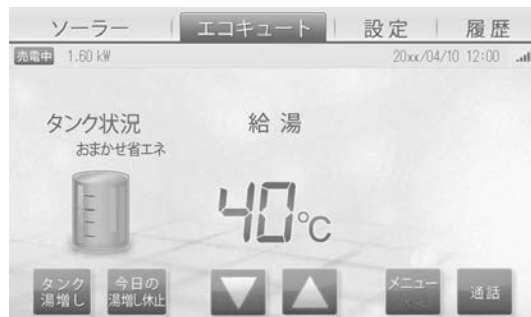 ソーラー エコキュート 設定 履歴
売電中 1.60 kW 20xx/04/10 12:00
タンク状況
おまかせ省エネ
給湯
40℃
タンク
湯増し
今日の
湯増し休止
メニュー
通話